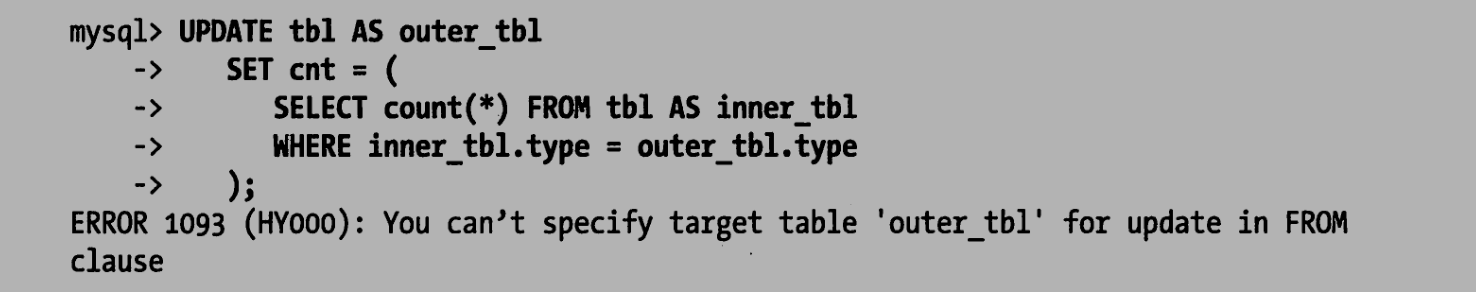 mysql> UPDATE tbl AS outer_tbl
    ->    SET cnt = (
    ->       SELECT count(*) FROM tbl AS inner_tbl
    ->       WHERE inner_tbl.type = outer_tbl.type
    ->    );
ERROR 1093 (HY000): You can’t specify target table 'outer_tbl' for update in FROM
clause